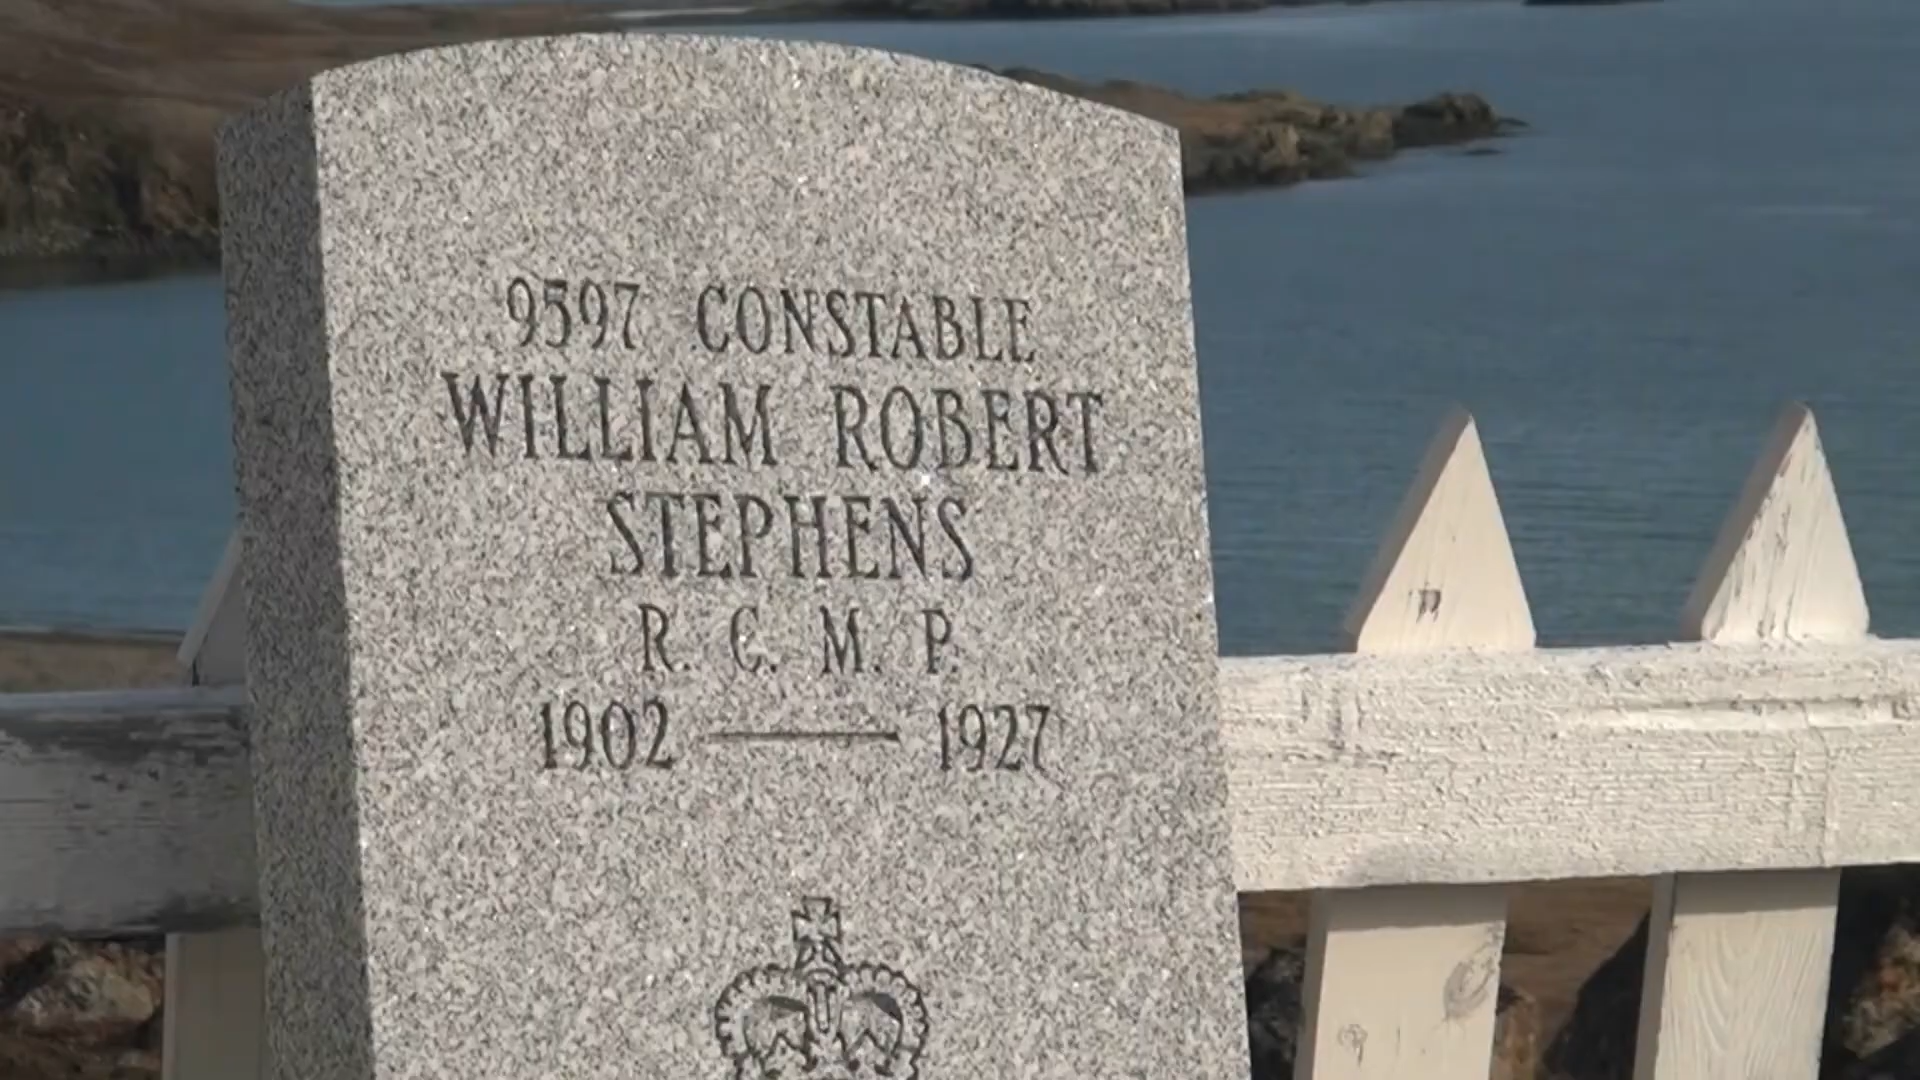 9597 CONSTABLE
WILLIAM ROBERT
STEPHENS
R. C. M. P.
1902 — 1927